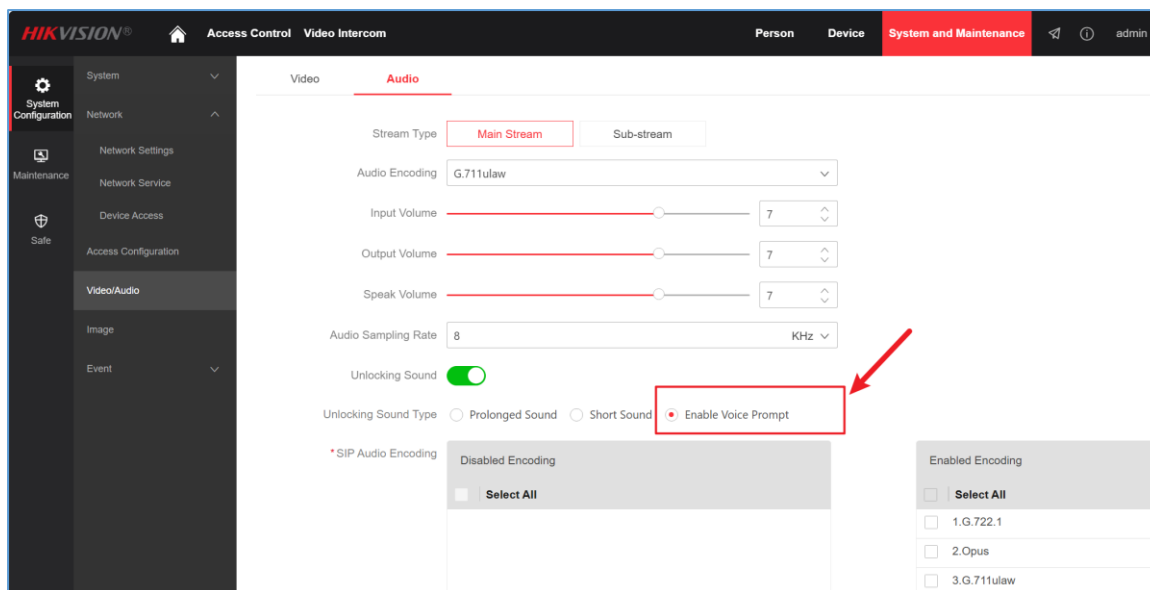 HIKVISION® Access Control Video Intercom Person Device System and Maintenance admin
System Configuration
Maintenance
Safe
System
Network
Network Settings
Network Service
Device Access
Access Configuration
Video/Audio
Image
Event
Video Audio
Stream Type Main Stream Sub-stream
Audio Encoding G.711ulaw
Input Volume 7
Output Volume 7
Speak Volume 7
Audio Sampling Rate 8 KHz
Unlocking Sound
Unlocking Sound Type Prolonged Sound Short Sound Enable Voice Prompt
*SIP Audio Encoding
Disabled Encoding
Select All
Enabled Encoding
Select All
1.G.722.1
2.Opus
3.G.711ulaw